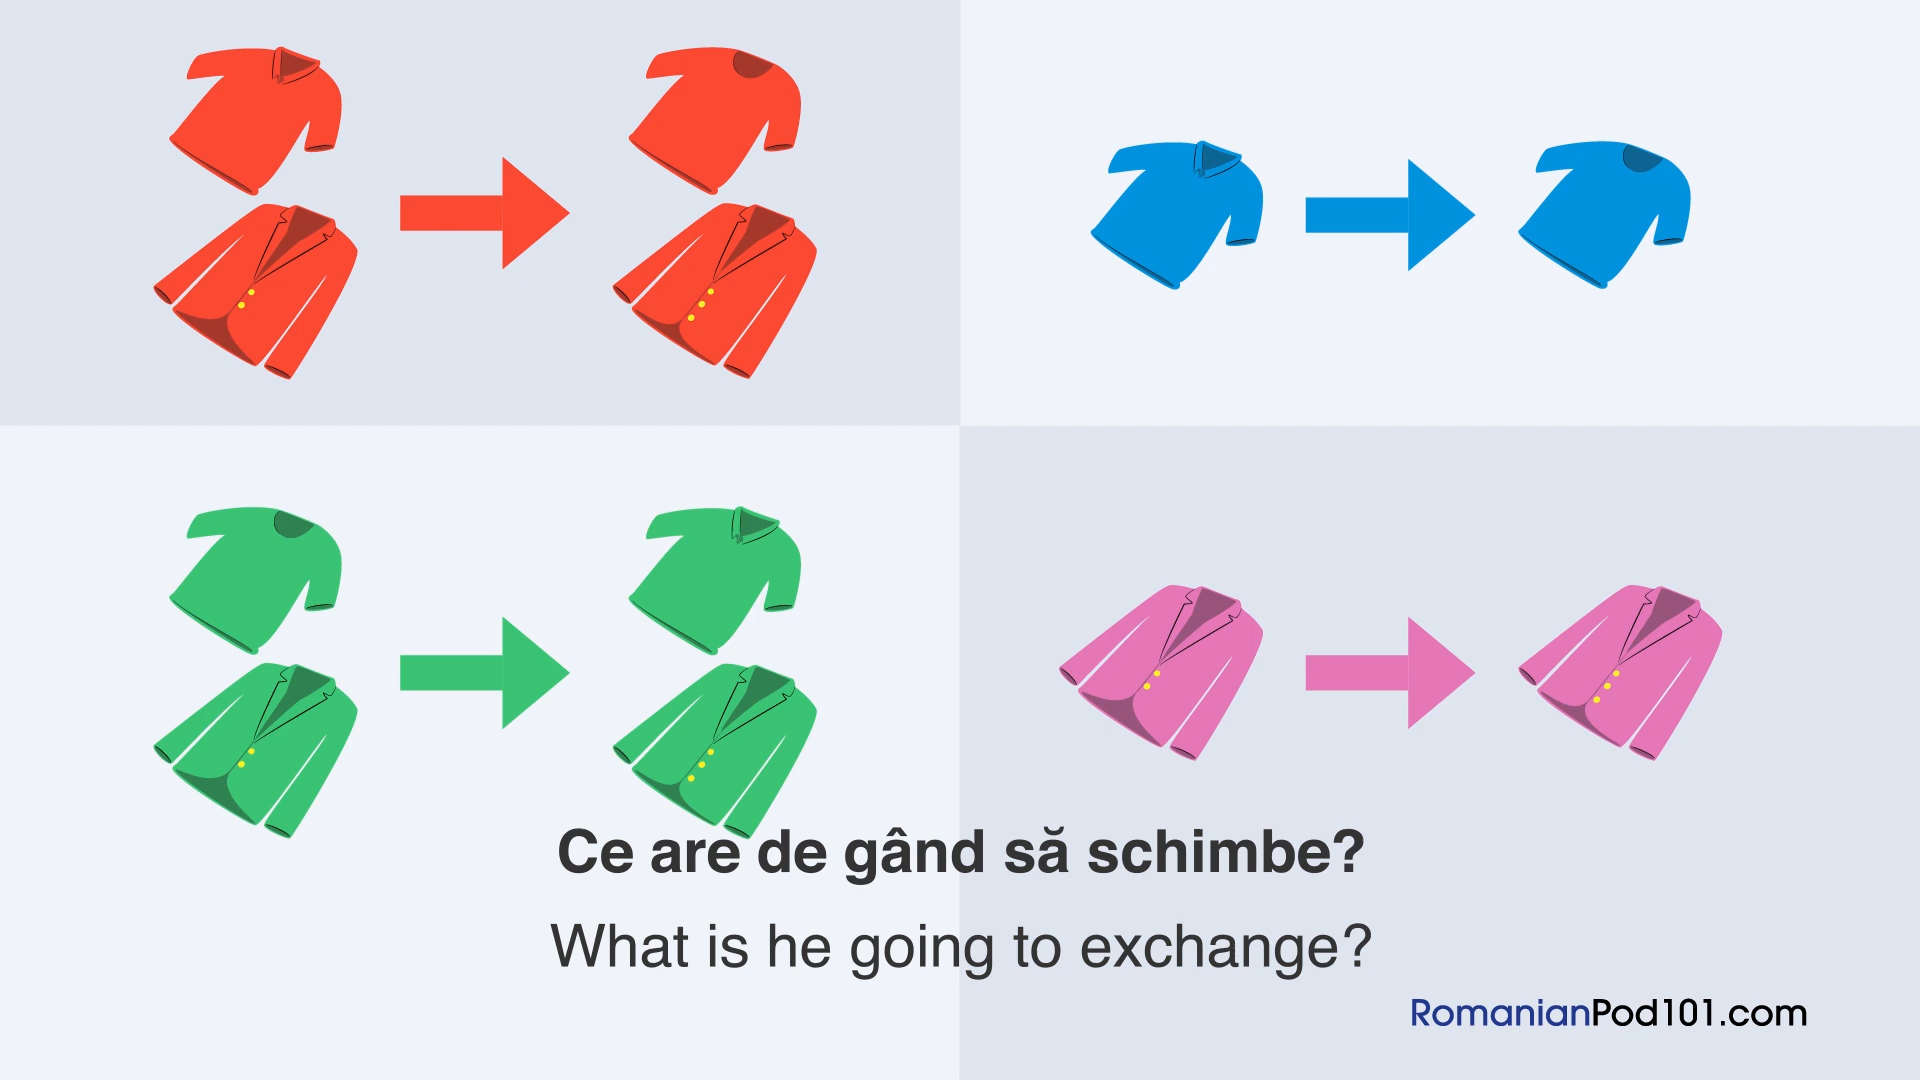 Ce are de gând să schimbe?
What is he going to exchange?
RomanianPod101.com